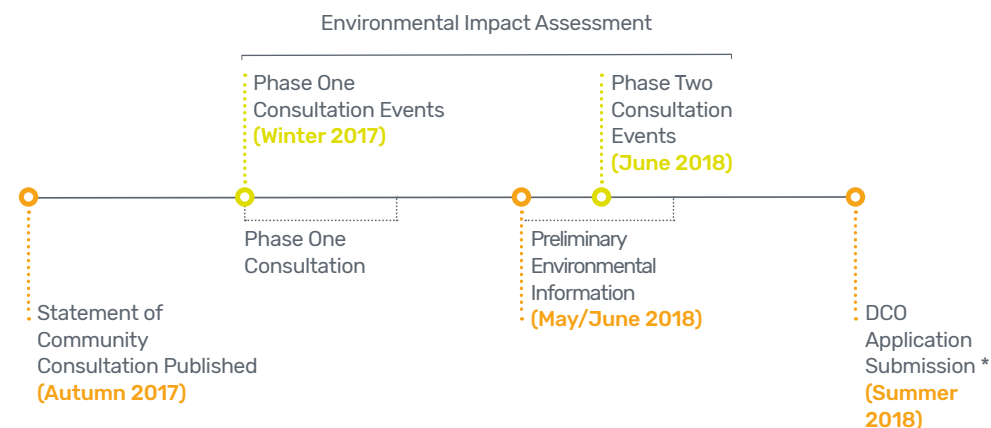 Environmental Impact Assessment
Phase One
Consultation Events
(Winter 2017)
Phase Two
Consultation
Events
(June 2018)
Phase One
Consultation
Preliminary
Environmental
Information
(May/June 2018)
Statement of
Community
Consultation Published
(Autumn 2017)
DCO
Application
Submission *
(Summer
2018)